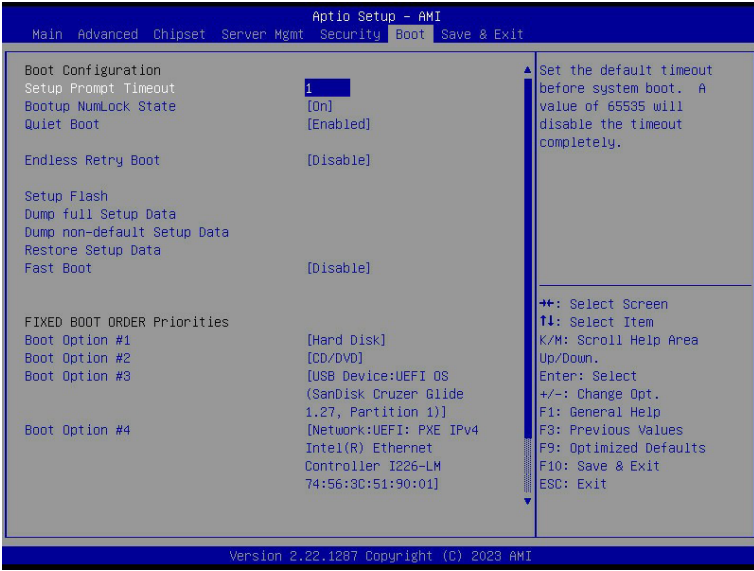 Aptio Setup – AMI
Main Advanced Chipset Server Mgmt Security Boot Save & Exit
Boot Configuration
Setup Prompt Timeout 1
Bootup NumLock State [On]
Quiet Boot [Enabled]
Endless Retry Boot [Disable]
Setup Flash
Dump full Setup Data
Dump non-default Setup Data
Restore Setup Data
Fast Boot [Disable]
FIXED BOOT ORDER Priorities
Boot Option #1 [Hard Disk]
Boot Option #2 [CD/DVD]
Boot Option #3 [USB Device:UEFI OS
(SanDisk Cruzer Glide
1.27, Partition 1)]
Boot Option #4 [Network:UEFI: PXE IPv4
Intel(R) Ethernet
Controller I226-LM
74:56:3C:51:90:01]
Set the default timeout
before system boot. A
value of 65535 will
disable the timeout
completely.
→←: Select Screen
↑↓: Select Item
K/M: Scroll Help Area
Up/Down.
Enter: Select
+/-: Change Opt.
F1: General Help
F3: Previous Values
F9: Optimized Defaults
F10: Save & Exit
ESC: Exit
Version 2.22.1287 Copyright (C) 2023 AMI